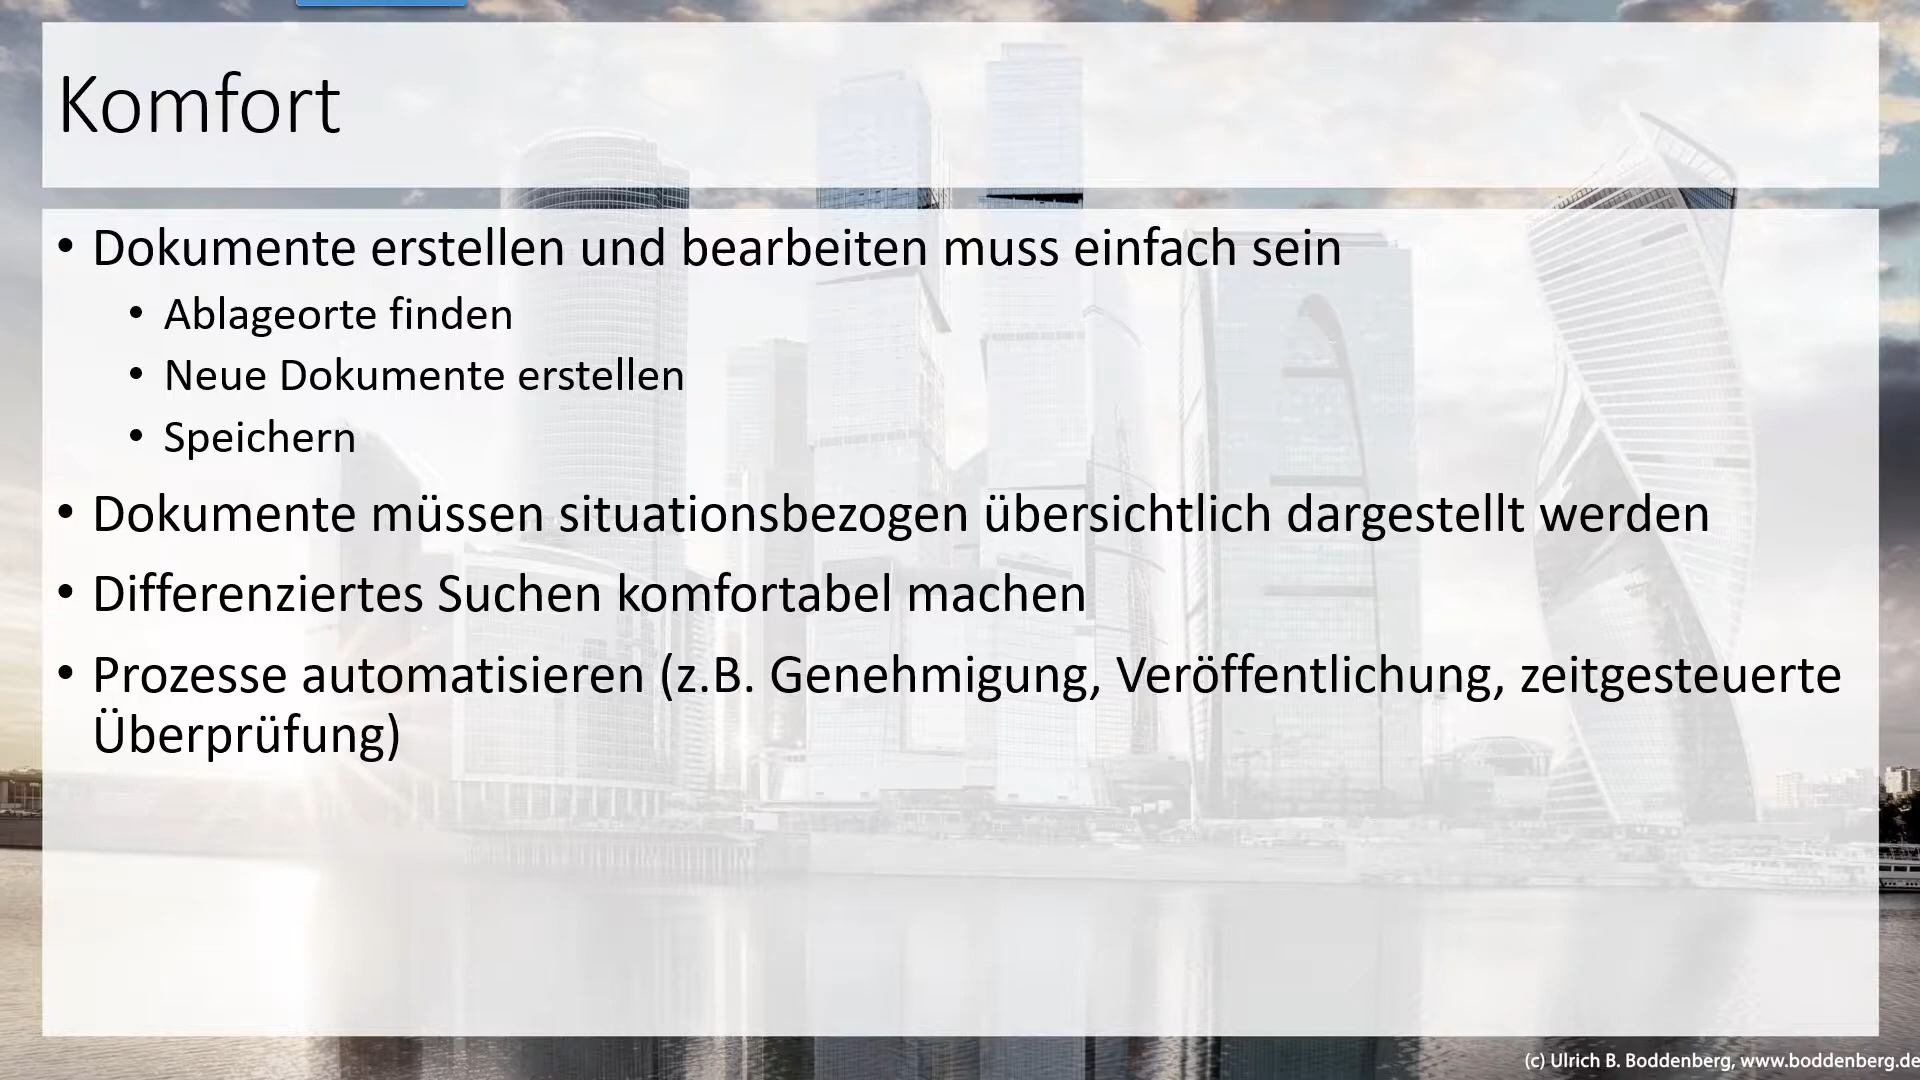 Komfort
• Dokumente erstellen und bearbeiten muss einfach sein
• Ablageorte finden
• Neue Dokumente erstellen
• Speichern
• Dokumente müssen situationsbezogen übersichtlich dargestellt werden
• Differenziertes Suchen komfortabel machen
• Prozesse automatisieren (z.B. Genehmigung, Veröffentlichung, zeitgesteuerte
Überprüfung)
(c) Ulrich B. Boddenberg, www.boddenberg.de